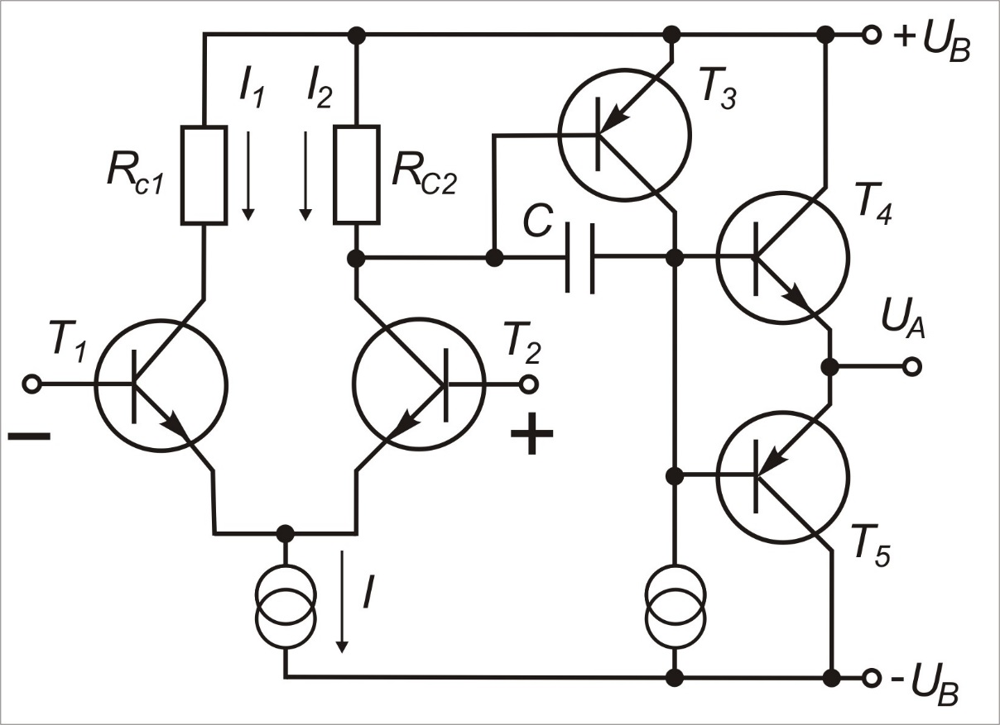 +U_B
I_1
I_2
T_3
R_c1
R_C2
T_4
C
U_A
T_1
T_2
−
+
T_5
I
-U_B